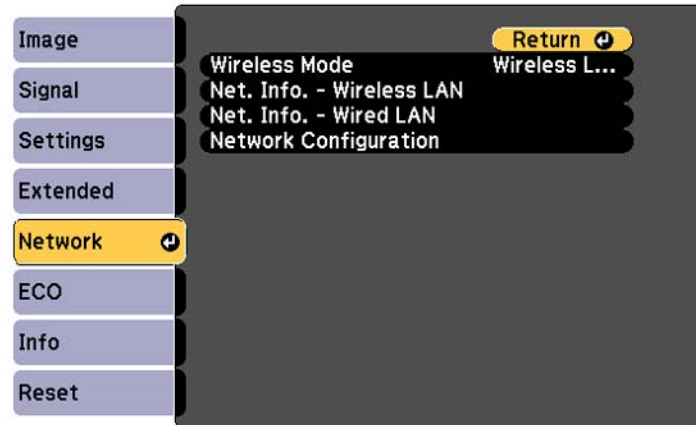 Image
Signal
Settings
Extended
Network
ECO
Info
Reset
Return
Wireless Mode Wireless L...
Net. Info. - Wireless LAN
Net. Info. - Wired LAN
Network Configuration